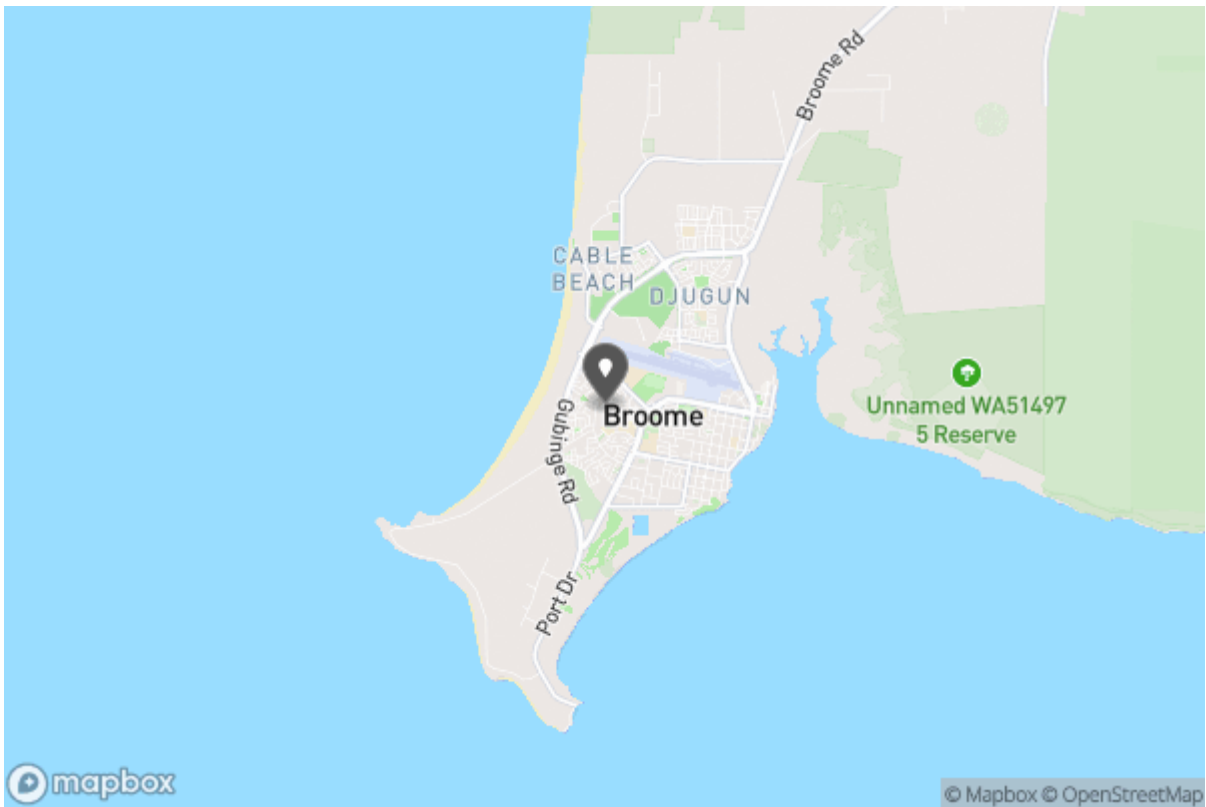 Broome Rd
CABLE
BEACH
DJUGUN
Unnamed WA51497
5 Reserve
Broome
Gubinge Rd
Port Dr
mapbox
© Mapbox © OpenStreetMap